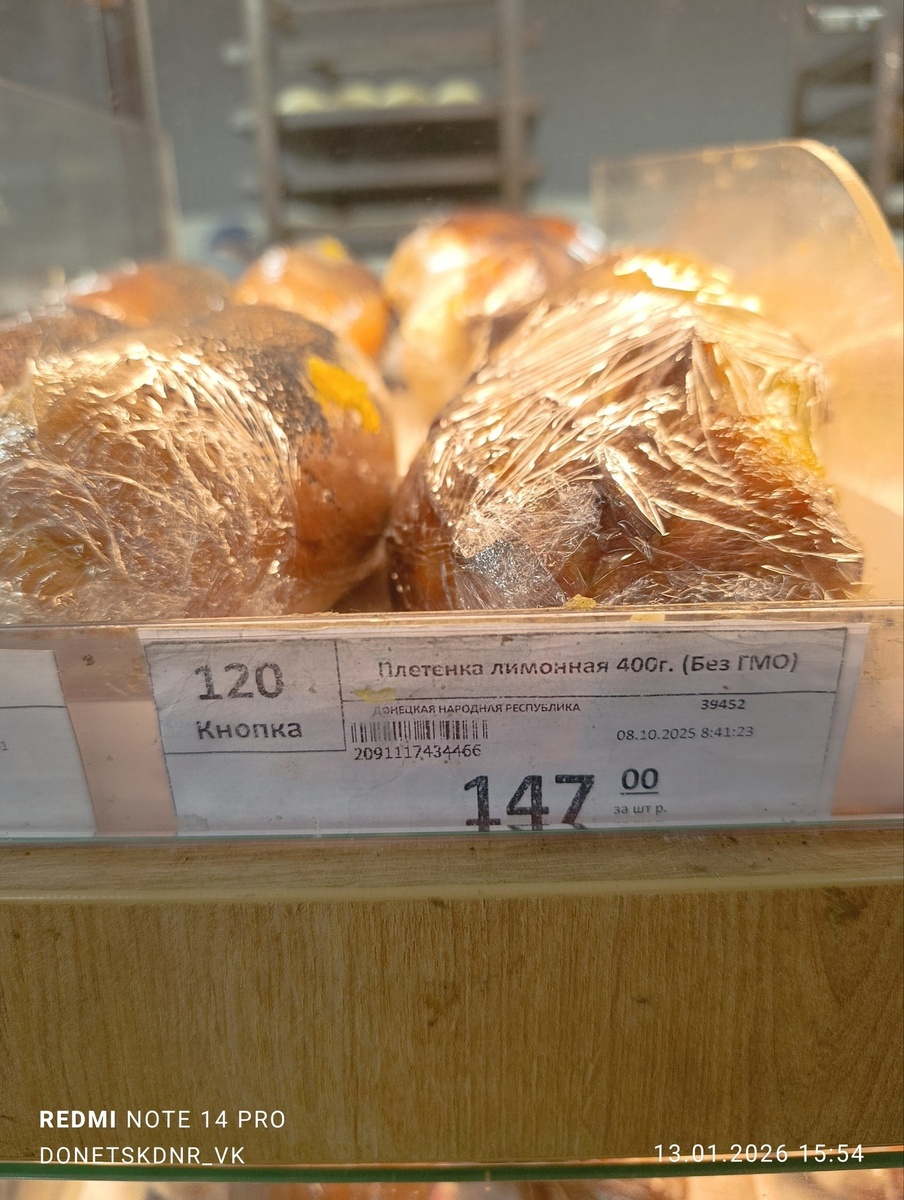 120
Кнопка
Плетенка лимонная 400г. (Без ГМО)
ДОНЕЦКАЯ НАРОДНАЯ РЕСПУБЛИКА
39452
2091117434466
08.10.2025 8:41:23
147 00
за шт р.
REDMI NOTE 14 PRO
DONETSKDNR_VK
13.01.2026 15:54